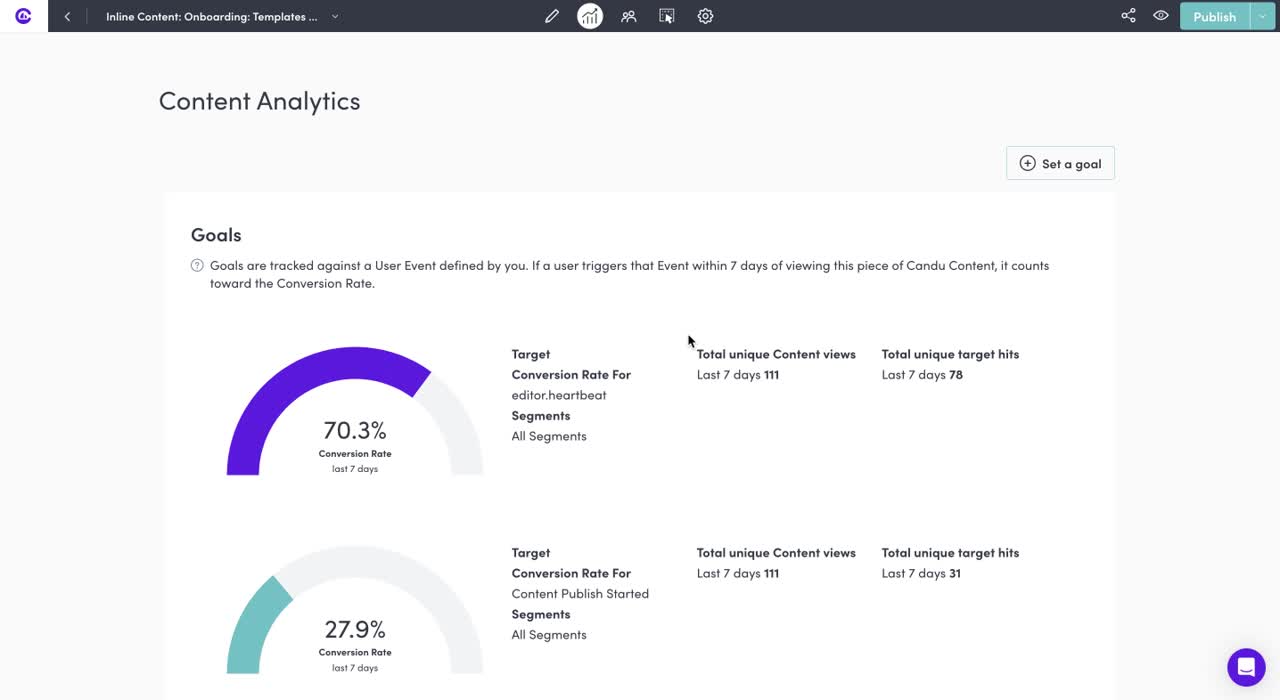 Inline Content: Onboarding: Templates ...
Publish
Content Analytics
Set a goal
Goals
Goals are tracked against a User Event defined by you. If a user triggers that Event within 7 days of viewing this piece of Candu Content, it counts
toward the Conversion Rate.
70.3%
Conversion Rate
last 7 days
Target
Conversion Rate For
editor.heartbeat
Segments
All Segments
Total unique Content views
Last 7 days 111
Total unique target hits
Last 7 days 78
27.9%
Conversion Rate
last 7 days
Target
Conversion Rate For
Content Publish Started
Segments
All Segments
Total unique Content views
Last 7 days 111
Total unique target hits
Last 7 days 31